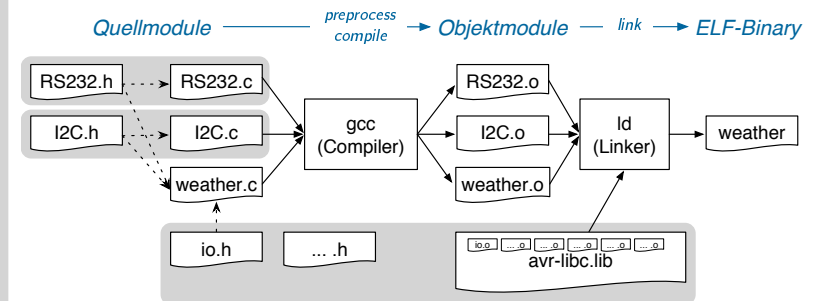 Quellmodule
preprocess
compile
Objektmodule
link
ELF-Binary
RS232.h
RS232.c
RS232.o
I2C.h
I2C.c
gcc
(Compiler)
I2C.o
ld
(Linker)
weather
weather.c
weather.o
io.h
... .h
io.o
... .o
... .o
... .o
... .o
... .o
avr-libc.lib